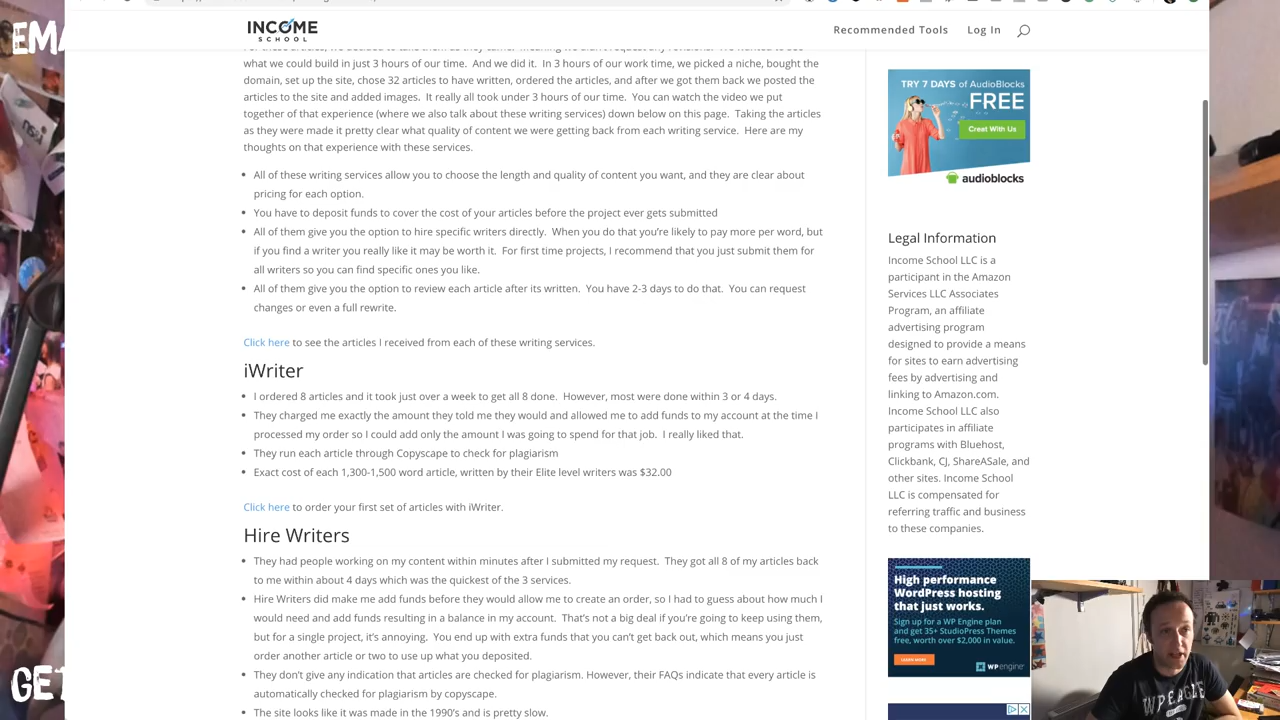 EMA
INCOME
SCHOOL
Recommended Tools
Log In
what we could build in just 3 hours of our time. And we did it. In 3 hours of our work time, we picked a niche, bought the
domain, set up the site, chose 32 articles to have written, ordered the articles, and after we got them back we posted the
articles to the site and added images. It really all took under 3 hours of our time. You can watch the video we put
together of that experience (where we also talk about these writing services) down below on this page. Taking the articles
as they were made it pretty clear what quality of content we were getting back from each writing service. Here are my
thoughts on that experience with these services.
All of these writing services allow you to choose the length and quality of content you want, and they are clear about
pricing for each option.
You have to deposit funds to cover the cost of your articles before the project ever gets submitted
All of them give you the option to hire specific writers directly. When you do that you're likely to pay more per word, but
if you find a writer you really like it may be worth it. For first time projects, I recommend that you just submit them for
all writers so you can find specific ones you like.
All of them give you the option to review each article after its written. You have 2-3 days to do that. You can request
changes or even a full rewrite.
Click here to see the articles I received from each of these writing services.
iWriter
I ordered 8 articles and it took just over a week to get all 8 done. However, most were done within 3 or 4 days.
They charged me exactly the amount they told me they would and allowed me to add funds to my account at the time I
processed my order so I could add only the amount I was going to spend for that job. I really liked that.
They run each article through Copyscape to check for plagiarism
Exact cost of each 1,300-1,500 word article, written by their Elite level writers was $32.00
Click here to order your first set of articles with iWriter.
Hire Writers
They had people working on my content within minutes after I submitted my request. They got all 8 of my articles back
to me within about 4 days which was the quickest of the 3 services.
Hire Writers did make me add funds before they would allow me to create an order, so I had to guess about how much I
would need and add funds resulting in a balance in my account. That's not a big deal if you're going to keep using them,
but for a single project, it's annoying. You end up with extra funds that you can't get back out, which means you just
order another article or two to use up what you deposited.
They don't give any indication that articles are checked for plagiarism. However, their FAQs indicate that every article is
automatically checked for plagiarism by copyscape.
The site looks like it was made in the 1990's and is pretty slow.
TRY 7 DAYS of AudioBlocks
FREE
Creat With Us
audioblocks
Legal Information
Income School LLC is a
participant in the Amazon
Services LLC Associates
Program, an affiliate
advertising program
designed to provide a means
for sites to earn advertising
fees by advertising and
linking to Amazon.com.
Income School LLC also
participates in affiliate
programs with Bluehost,
Clickbank, CJ, ShareASale, and
other sites. Income School
LLC is compensated for
referring traffic and business
to these companies.
High performance
WordPress hosting
that just works.
Sign up for a WP Engine plan
and get 35+ StudioPress Themes
free, worth over $2,000 in value.
LEARN MORE
WPengine
GET
WPEAGLE